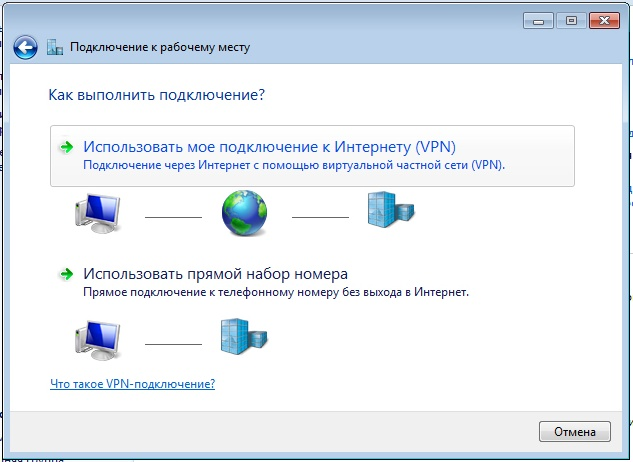 Подключение к рабочему месту
Как выполнить подключение?
Использовать мое подключение к Интернету (VPN)
Подключение через Интернет с помощью виртуальной частной сети (VPN).
Использовать прямой набор номера
Прямое подключение к телефонному номеру без выхода в Интернет.
Что такое VPN-подключение?
Отмена